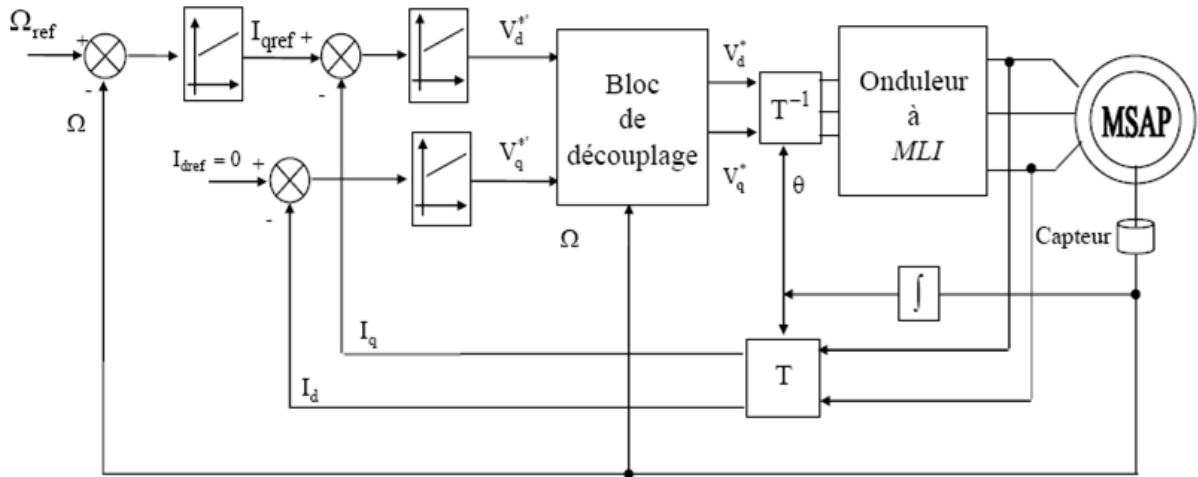 Ω_ref
+
-
Ω
I_qref +
-
V_d^*'
I_dref = 0 +
-
V_q^*'
Bloc
de
découplage
Ω
V_d^*
V_q^*
T^-1
θ
Onduleur
à
MLI
MSAP
Capteur
∫
I_q
I_d
T